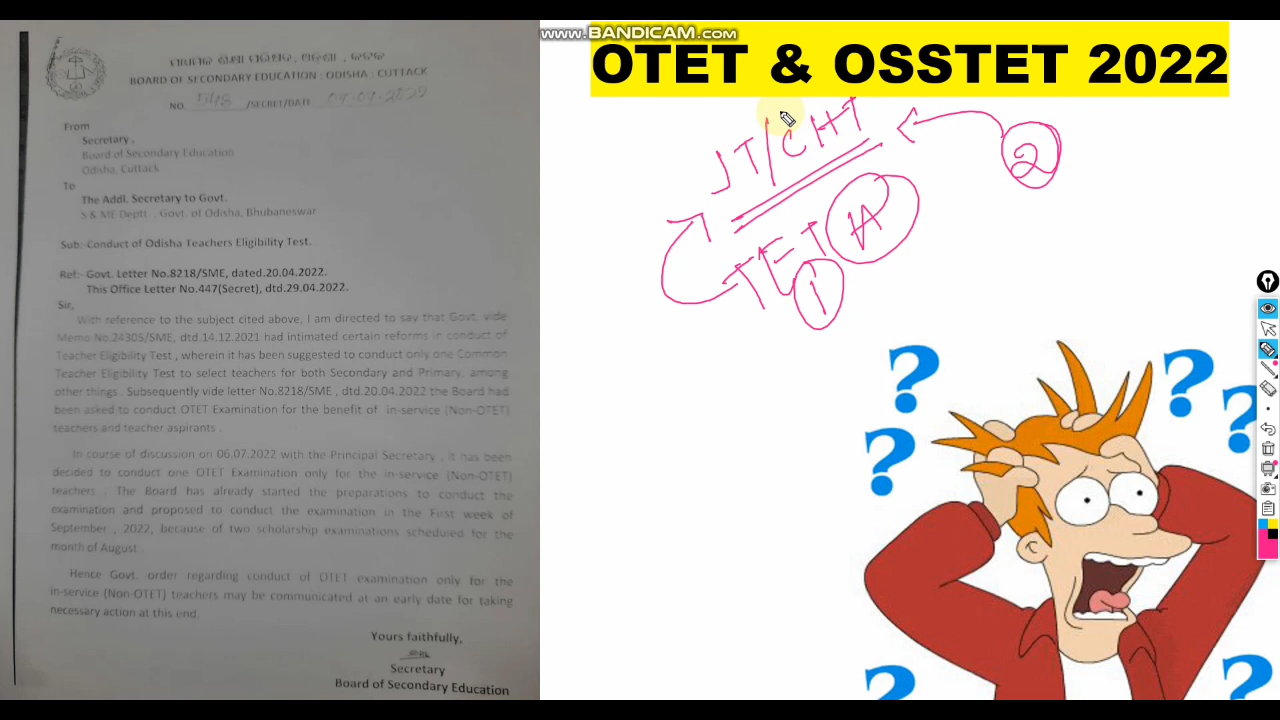 www.BANDICAM.com
OTET & OSSTET 2022
BOARD OF SECONDARY EDUCATION : ODISHA : CUTTACK
NO. 548 /SECRET/DATE 07.07.2022
From
Secretary ,
Board of Secondary Education
Odisha, Cuttack
To
The Addl. Secretary to Govt.
S & ME Deptt. , Govt. of Odisha, Bhubaneswar
Sub:-Conduct of Odisha Teachers Eligibility Test.
Ref:- Govt. Letter No.8218/SME, dated.20.04.2022.
This Office Letter No.447(Secret), dtd.29.04.2022.
Sir,
With reference to the subject cited above, I am directed to say that Govt. vide
Memo No.24305/SME, dtd.14.12.2021 had intimated certain reforms in conduct of
Teacher Eligibility Test , wherein it has been suggested to conduct only one Common
Teacher Eligibility Test to select teachers for both Secondary and Primary, among
other things . Subsequently vide letter No.8218/SME , dtd.20.04.2022 the Board had
been asked to conduct OTET Examination for the benefit of in-service (Non-OTET)
teachers and teacher aspirants .
In course of discussion on 06.07.2022 with the Principal Secretary , it has been
decided to conduct one OTET Examination only for the in-service (Non-OTET)
teachers . The Board has already started the preparations to conduct the
examination and proposed to conduct the examination in the First week of
September , 2022, because of two scholarship examinations scheduled for the
month of August.
Hence Govt. order regarding conduct of OTET examination only for the
in-service (Non-OTET) teachers may be communicated at an early date for taking
necessary action at this end.
Yours faithfully,
Secretary
Board of Secondary Education
JT/CHT
2
TET A
1
? ? ? ? ? ?